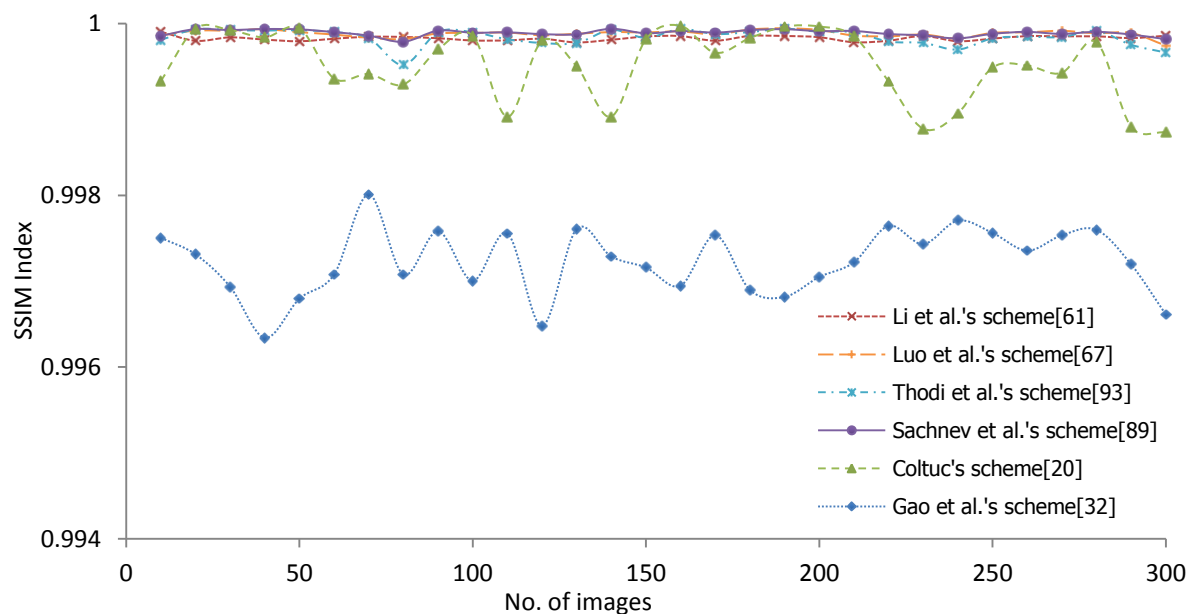 1
0.998
0.996
0.994
SSIM Index
0
50
100
150
200
250
300
No. of images
Li et al.'s scheme[61]
Luo et al.'s scheme[67]
Thodi et al.'s scheme[93]
Sachnev et al.'s scheme[89]
Coltuc's scheme[20]
Gao et al.'s scheme[32]